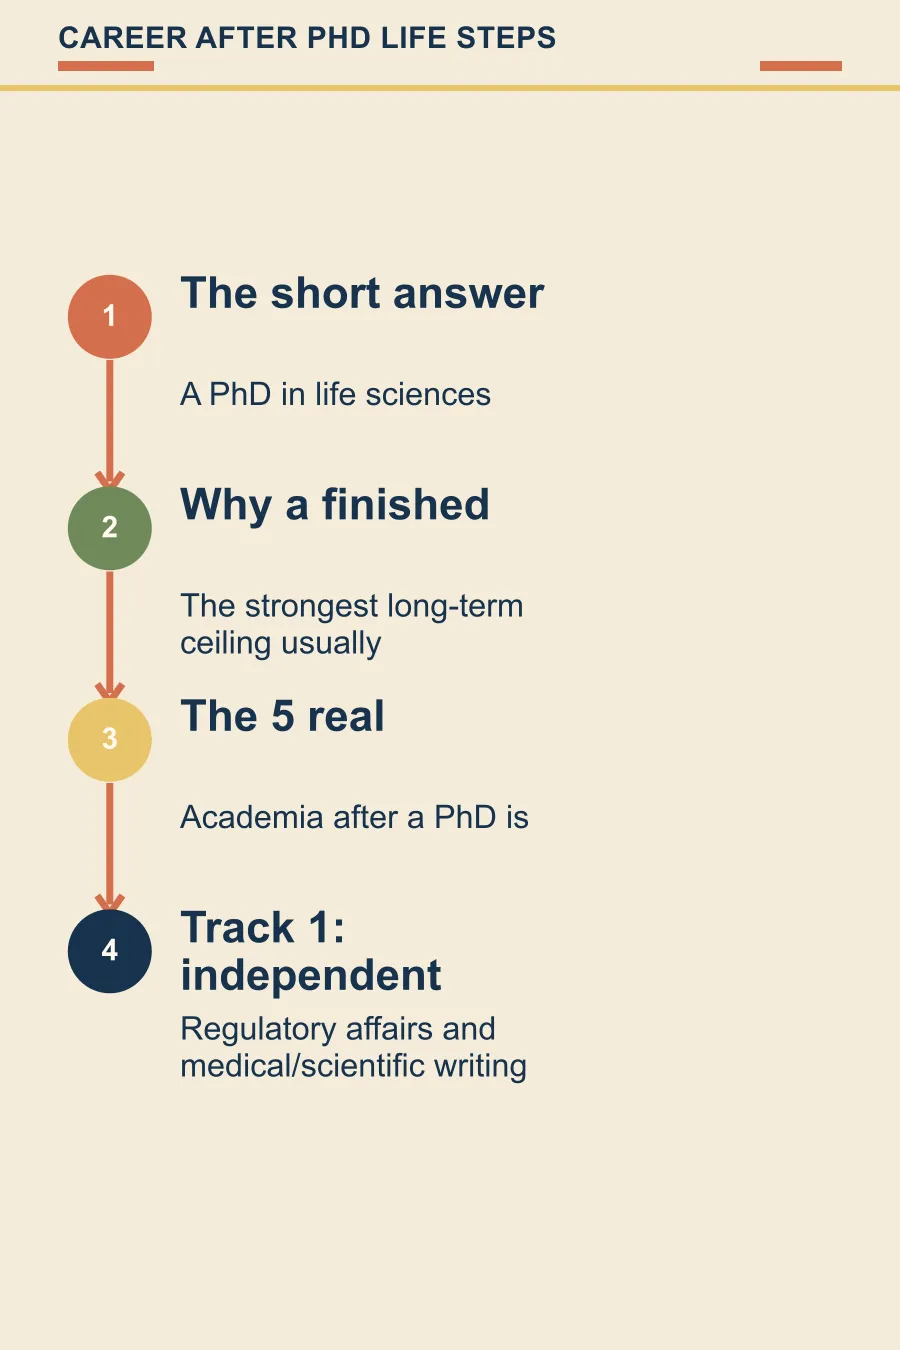 CAREER AFTER PHD LIFE STEPS
1
The short answer
A PhD in life sciences
2
Why a finished
The strongest long-term
ceiling usually
3
The 5 real
Academia after a PhD is
4
Track 1:
independent
Regulatory affairs and
medical/scientific writing